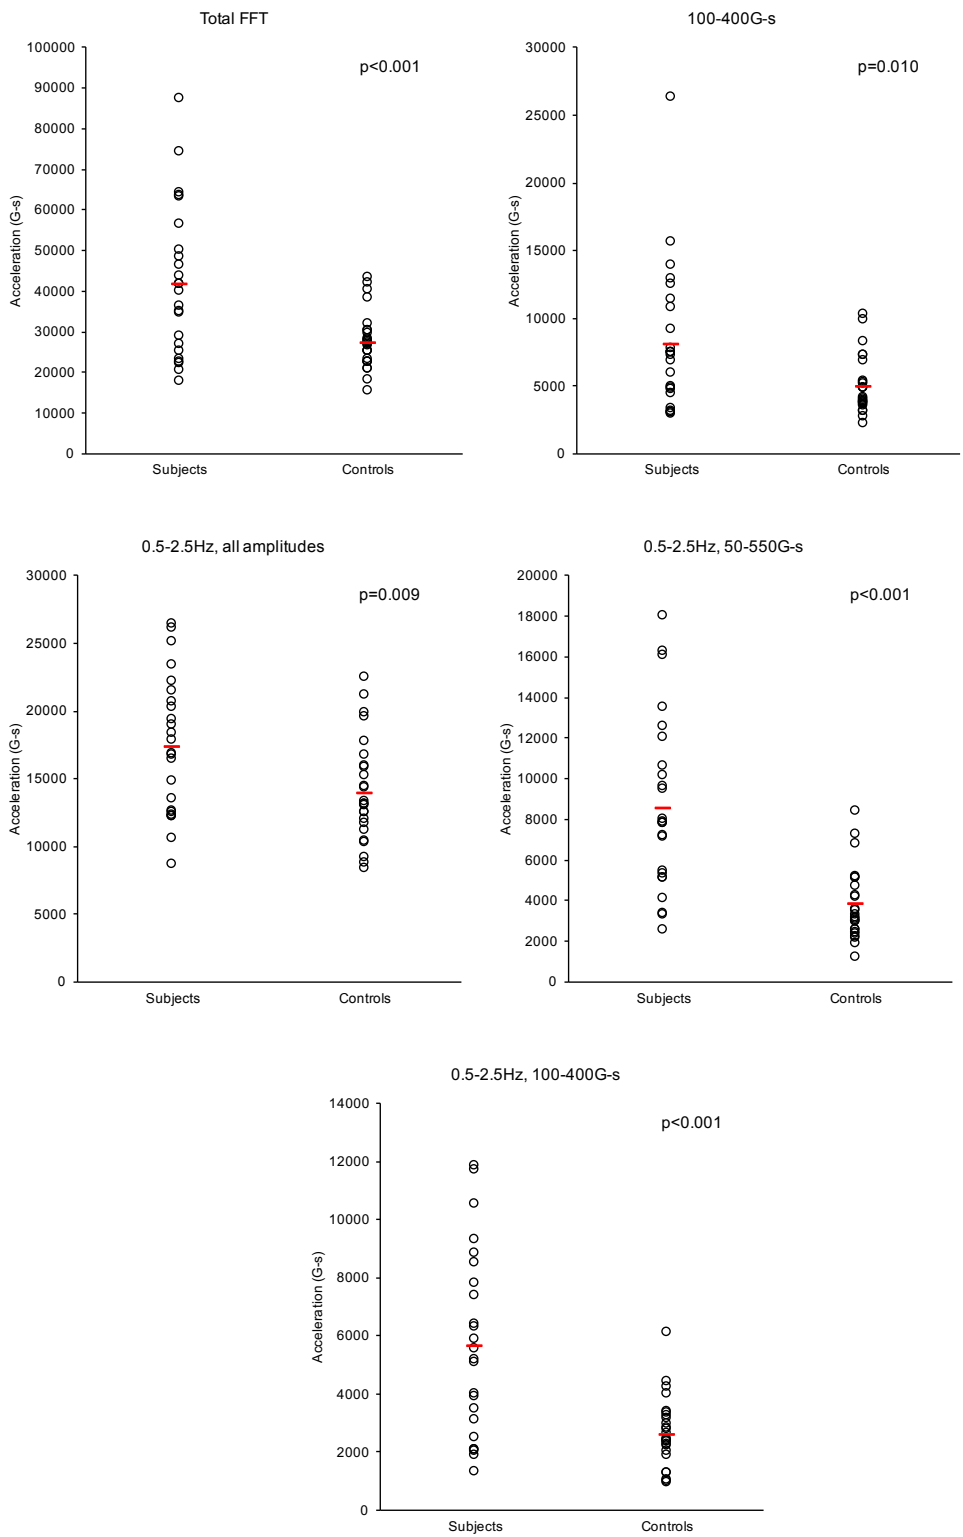 Total FFT
100000
90000
80000
70000
60000
50000
40000
30000
20000
10000
0
Acceleration (G-s)
p<0.001
Subjects
Controls
100-400G-s
30000
25000
20000
15000
10000
5000
0
Acceleration (G-s)
p=0.010
Subjects
Controls
0.5-2.5Hz, all amplitudes
30000
25000
20000
15000
10000
5000
0
Acceleration (G-s)
p=0.009
Subjects
Controls
0.5-2.5Hz, 50-550G-s
20000
18000
16000
14000
12000
10000
8000
6000
4000
2000
0
Acceleration (G-s)
p<0.001
Subjects
Controls
0.5-2.5Hz, 100-400G-s
14000
12000
10000
8000
6000
4000
2000
0
Acceleration (G-s)
p<0.001
Subjects
Controls